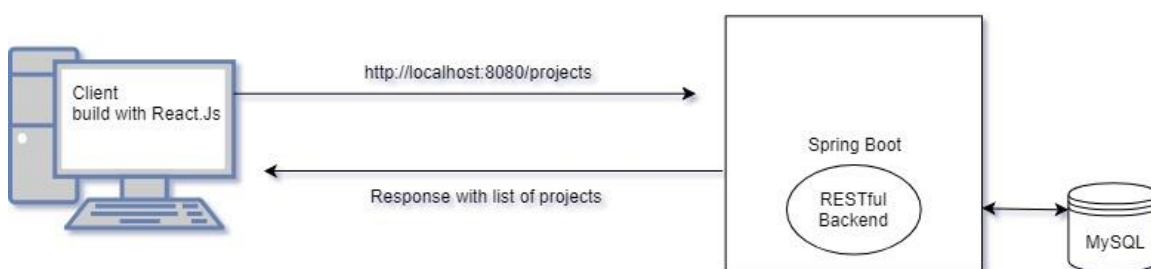 Client
build with React.Js
http://localhost:8080/projects
Response with list of projects
Spring Boot
RESTful
Backend
MySQL